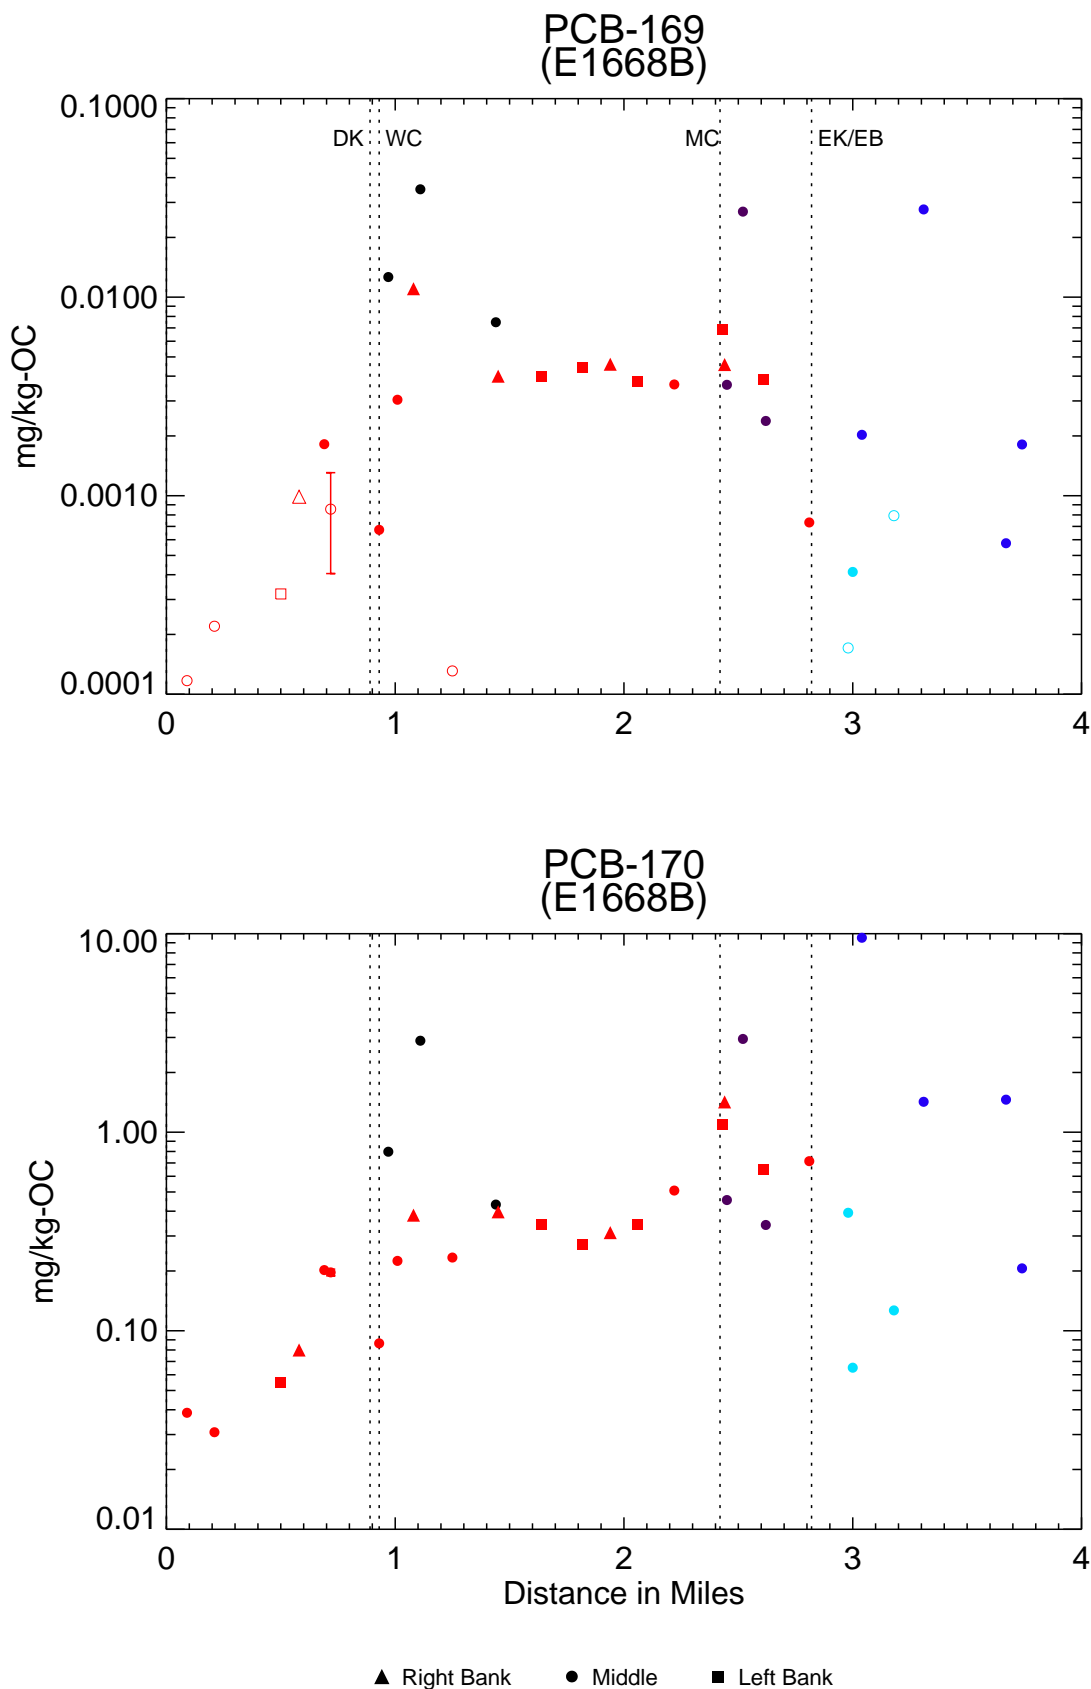 PCB-169
(E1668B)
0.1000
DK WC MC EK/EB
0.0100
mg/kg-OC
0.0010
0.0001
0 1 2 3 4
PCB-170
(E1668B)
10.00
1.00
mg/kg-OC
0.10
0.01
0 1 2 3 4
Distance in Miles
Right Bank Middle Left Bank